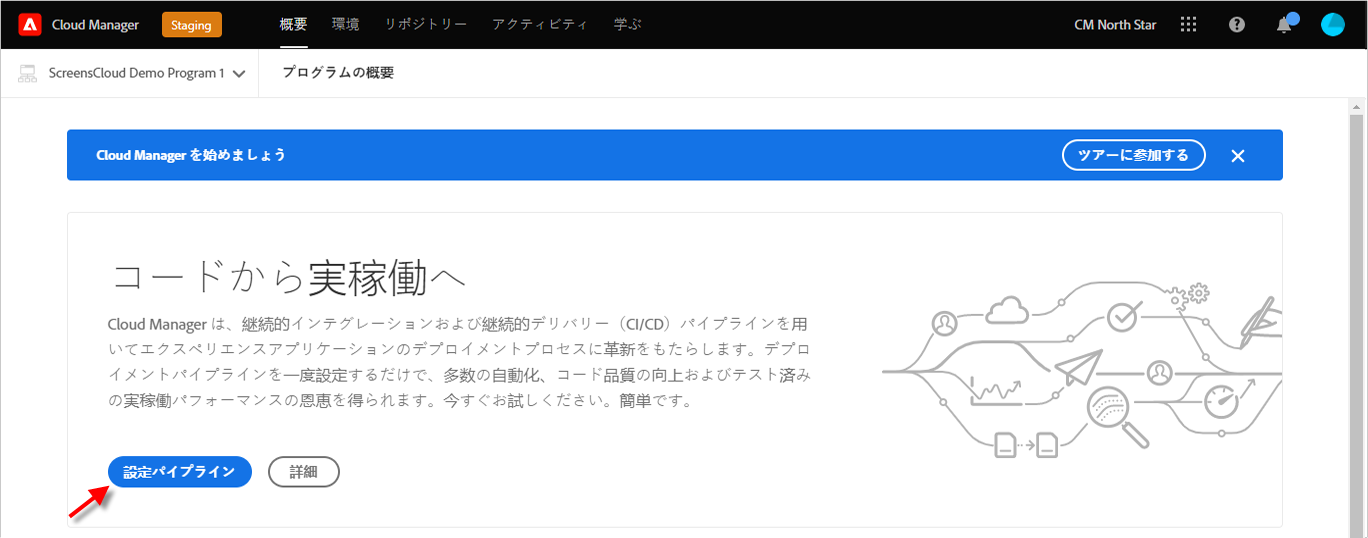 Cloud Manager Staging 概要 環境 リポジトリー アクティビティ 学ぶ CM North Star
ScreensCloud Demo Program 1 プログラムの概要
Cloud Manager を始めましょう ツアーに参加する
コードから実稼働へ
Cloud Manager は、継続的インテグレーションおよび継続的デリバリー（CI/CD）パイプラインを用
いてエクスペリエンスアプリケーションのデプロイメントプロセスに革新をもたらします。デプロ
イメントパイプラインを一度設定するだけで、多数の自動化、コード品質の向上およびテスト済み
の実稼働パフォーマンスの恩恵を得られます。今すぐお試しください。簡単です。
設定パイプライン 詳細